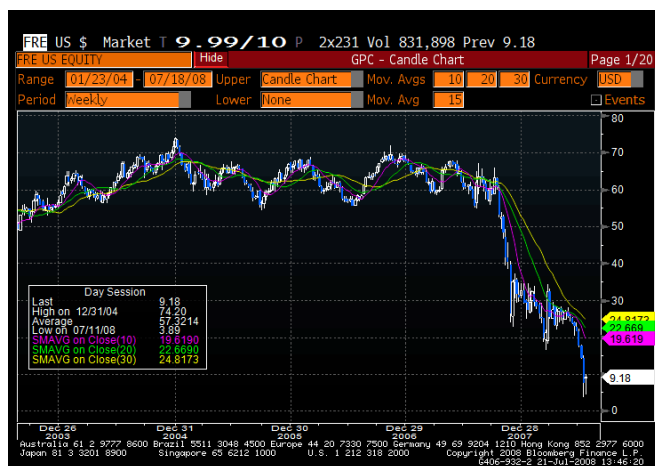 FRE US $ Market T 9.99/10 P 2x231 Vol 831,898 Prev 9.18
FRE US EQUITY Hide GPC - Candle Chart Page 1/20
Range 01/23/04 - 07/18/08 Upper Candle Chart Mov. Avgs 10 20 30 Currency USD
Period Weekly Lower None Mov. Avg 15 Events
80
70
60
50
40
30
24.8173
22.669
19.619
9.18
0
Day Session
Last 9.18
High on 12/31/04 74.20
Average 57.3214
Low on 07/11/08 3.89
SMAVG on Close(10) 19.6190
SMAVG on Close(20) 22.6690
SMAVG on Close(30) 24.8173
Dec 26 Dec 31 Dec 30 Dec 29 Dec 28
2003 2004 2005 2006 2007
Australia 61 2 9777 8600 Brazil 5511 3048 4500 Europe 44 20 7330 7500 Germany 49 69 9204 1210 Hong Kong 852 2977 6000
Japan 81 3 3201 8900 Singapore 65 6212 1000 U.S. 1 212 318 2000 Copyright 2008 Bloomberg Finance L.P.
G406-932-2 21-Jul-2008 13:46:20